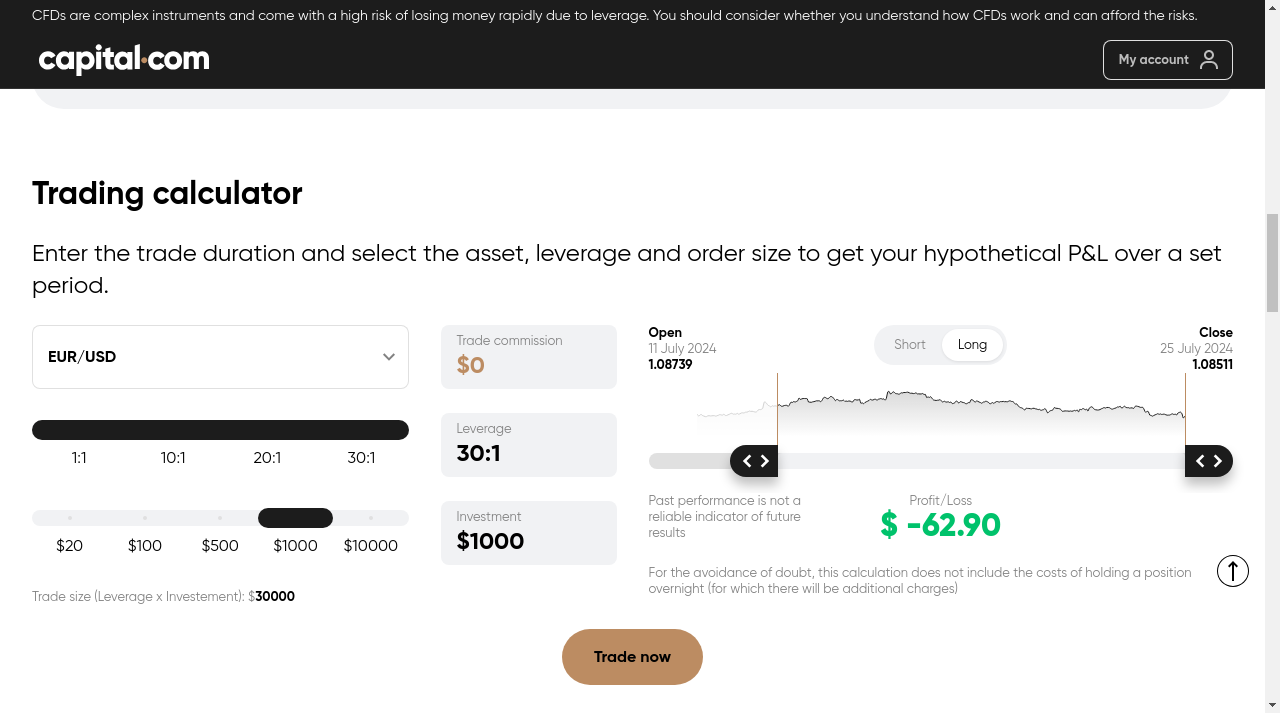 CFDs are complex instruments and come with a high risk of losing money rapidly due to leverage. You should consider whether you understand how CFDs work and can afford the risks.
capital.com
My account
Trading calculator
Enter the trade duration and select the asset, leverage and order size to get your hypothetical P&L over a set
period.
EUR/USD
1:1 10:1 20:1 30:1
$20 $100 $500 $1000 $10000
Trade size (Leverage x Investement): $30000
Trade commission
$0
Leverage
30:1
Investment
$1000
Open
11 July 2024
1.08739
Short Long
Close
25 July 2024
1.08511
Past performance is not a
reliable indicator of future
results
Profit/Loss
$ -62.90
For the avoidance of doubt, this calculation does not include the costs of holding a position
overnight (for which there will be additional charges)
Trade now